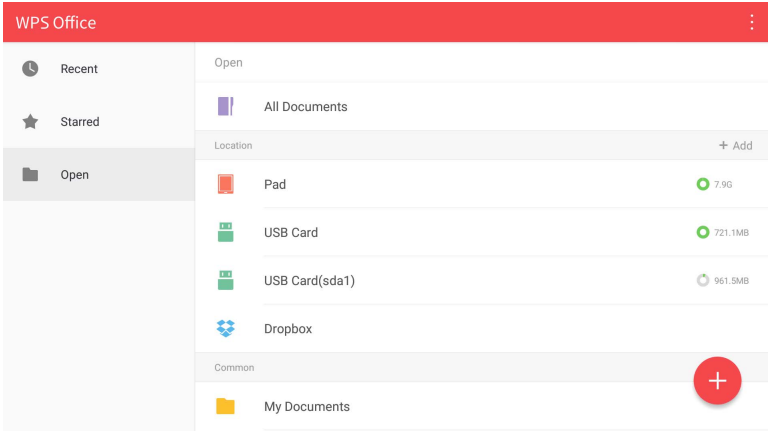 WPS Office
Recent
Starred
Open
Open
All Documents
Location + Add
Pad 7.9G
USB Card 721.1MB
USB Card(sda1) 961.5MB
Dropbox
Common
My Documents